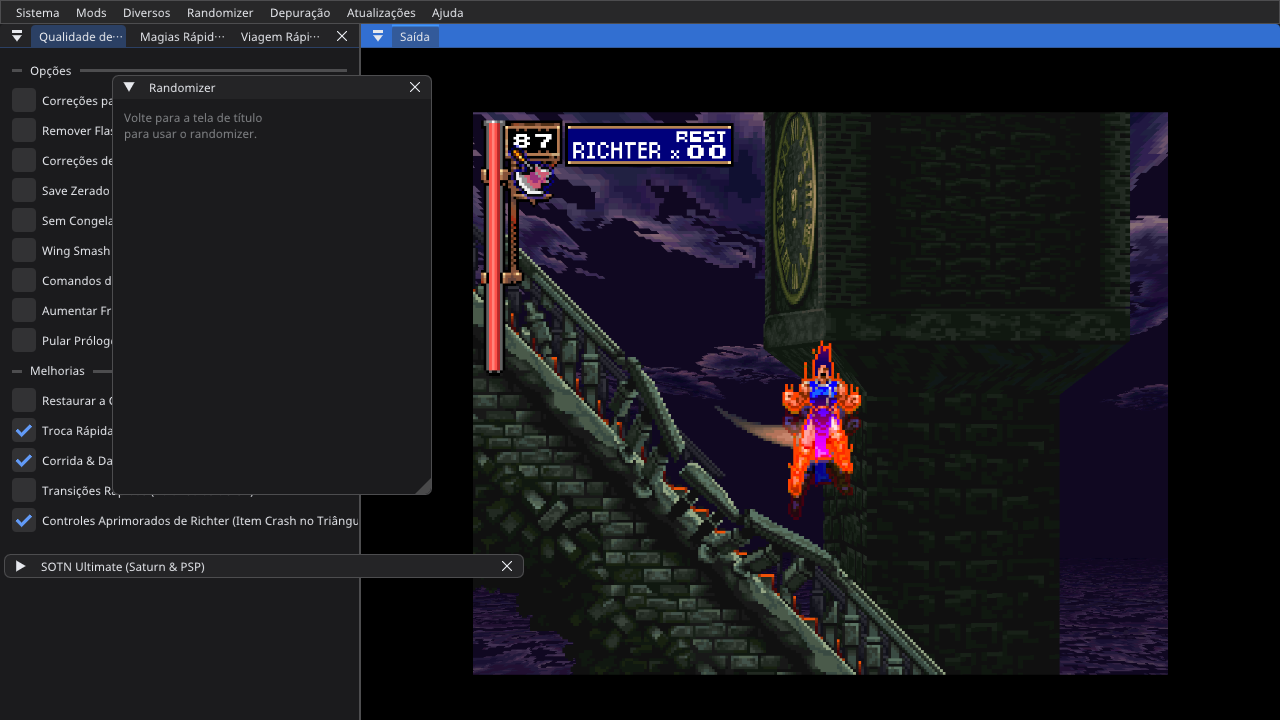 Sistema Mods Diversos Randomizer Depuração Atualizações Ajuda
Qualidade de··· Magias Rápid··· Viagem Rápi··· Saída
Opções
Randomizer
Volte para a tela de título
para usar o randomizer.
Correções pa
Remover Flas
Correções de
Save Zerado
Sem Congela
Wing Smash
Comandos d
Aumentar Fr
Pular Prólog
Melhorias
Restaurar a
Troca Rápida
Corrida & Da
Transições
Controles Aprimorados de Richter (Item Crash no Triângu
SOTN Ultimate (Saturn & PSP)
87
REST
RICHTER x 00